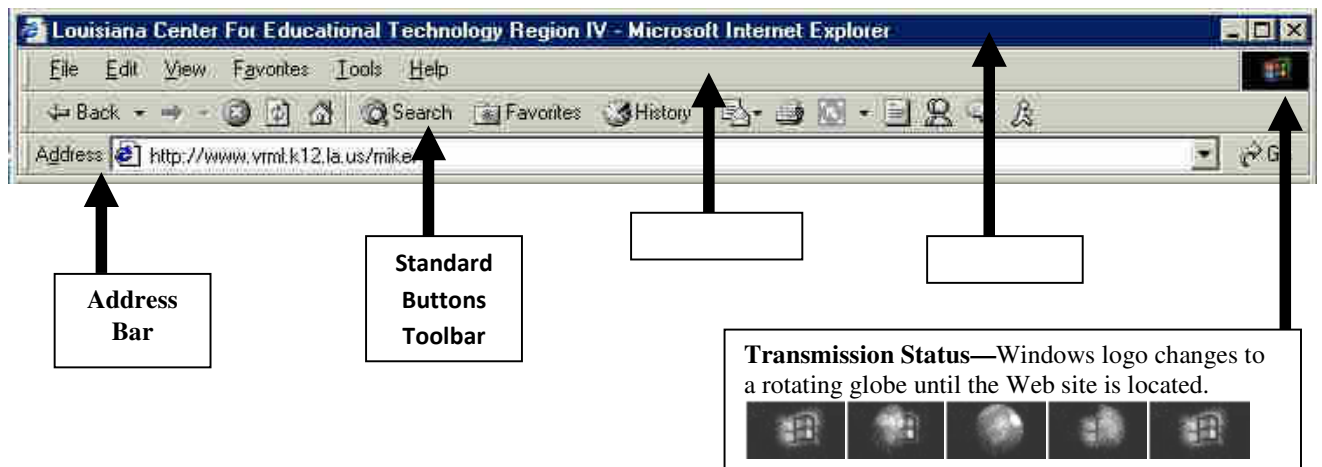 Louisiana Center For Educational Technology Region IV - Microsoft Internet Explorer
File Edit View Favorites Tools Help
Back Search Favorites History
Address http://www.vrml.k12.la.us/mike
Address
Bar
Standard
Buttons
Toolbar
Transmission Status—Windows logo changes to
a rotating globe until the Web site is located.